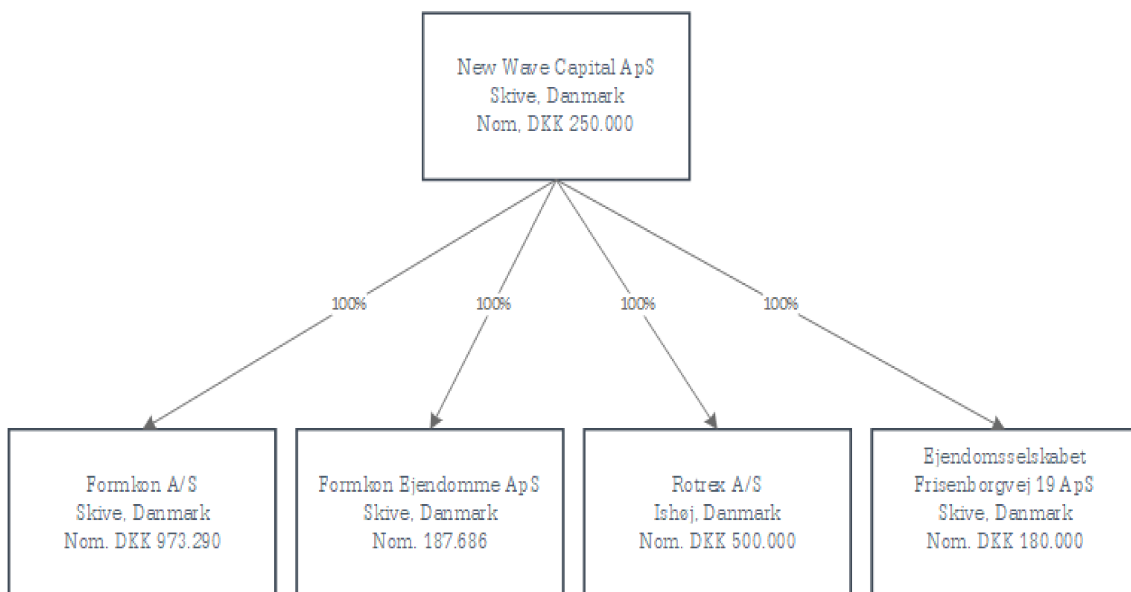 New Wave Capital ApS
Skive, Danmark
Nom, DKK 250.000
100%
100%
100%
100%
Formkon A/S
Skive, Danmark
Nom. DKK 973.290
Formkon Ejendomme ApS
Skive, Danmark
Nom. 187.686
Rotrex A/S
Ishøj, Danmark
Nom. DKK 500.000
Ejendomsselskabet
Frisenborgvej 19 ApS
Skive, Danmark
Nom. DKK 180.000